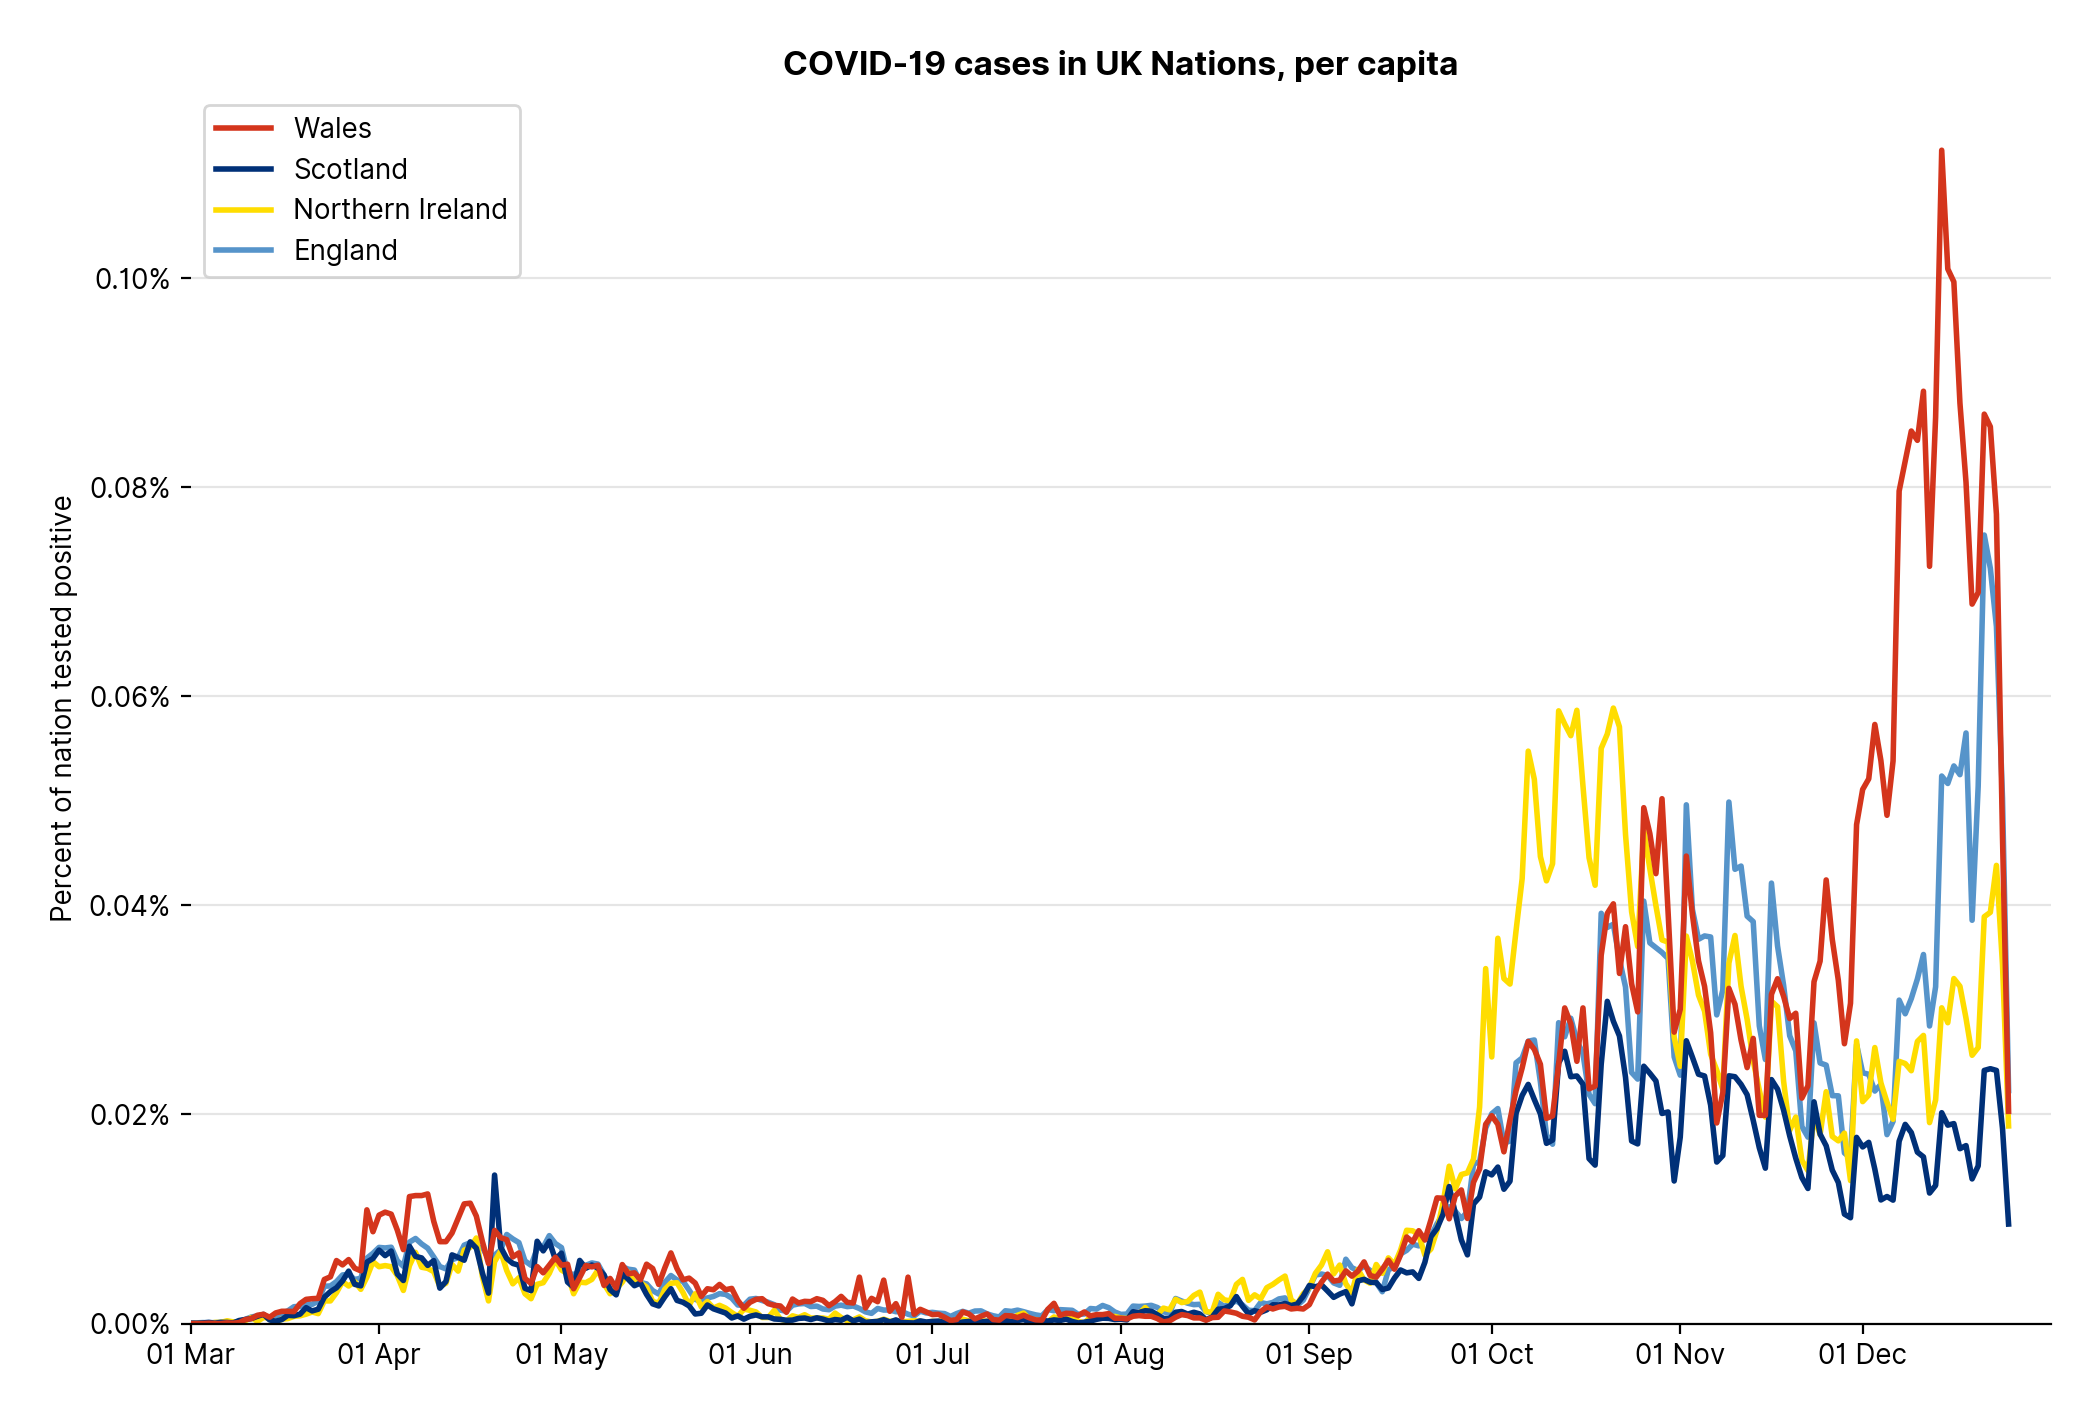 COVID-19 cases in UK Nations, per capita
Wales
Scotland
Northern Ireland
England
Percent of nation tested positive
0.10%
0.08%
0.06%
0.04%
0.02%
0.00%
01 Mar
01 Apr
01 May
01 Jun
01 Jul
01 Aug
01 Sep
01 Oct
01 Nov
01 Dec